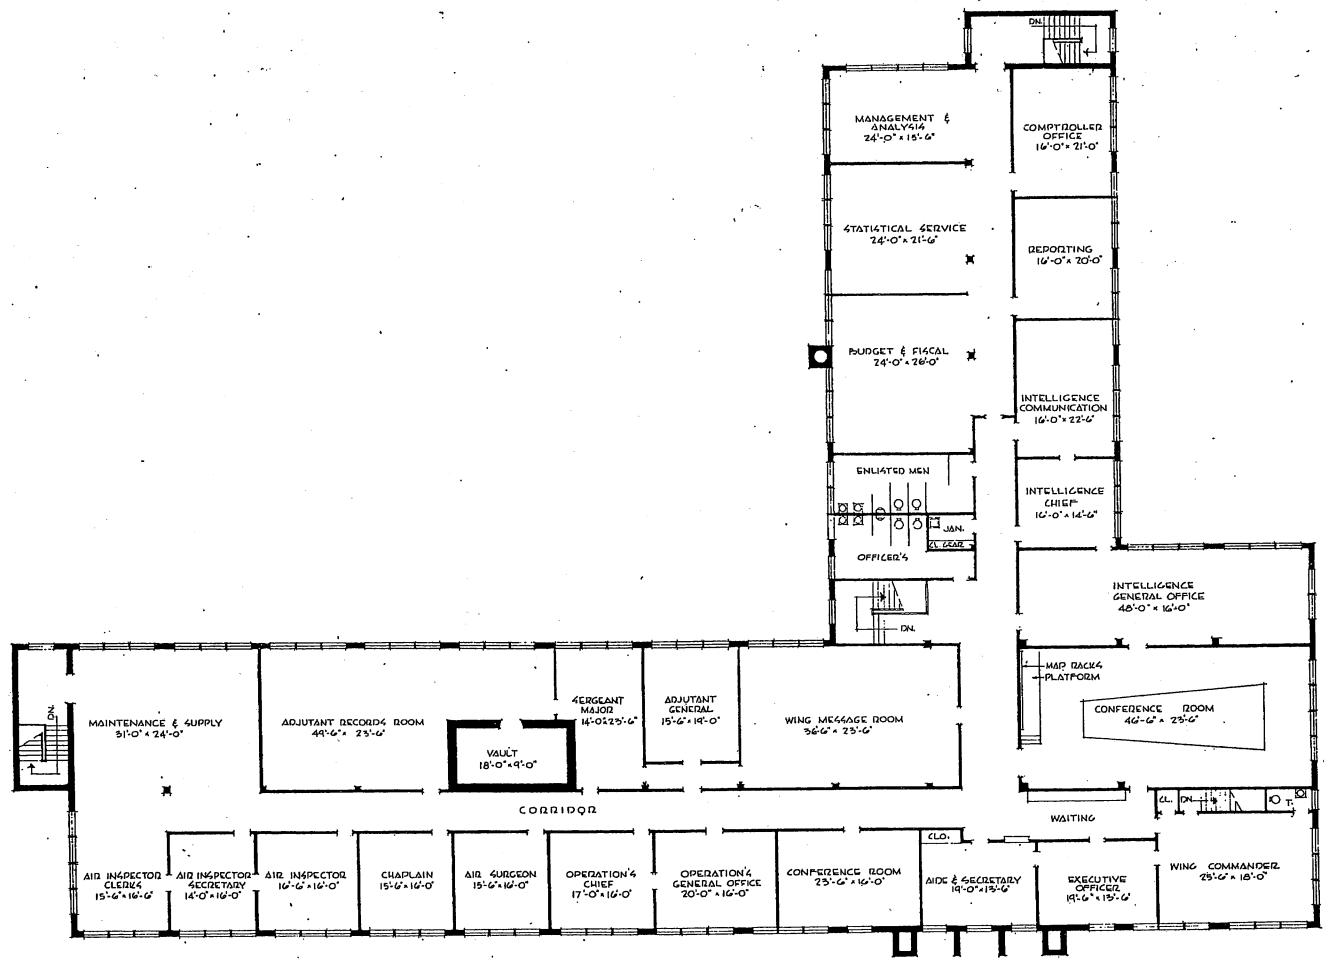 DN.
MANAGEMENT &
ANALYSIS
24'-0" x 15'-6"
COMPTROLLER
OFFICE
16'-0" x 21'-0"
STATISTICAL SERVICE
24'-0" x 21'-6"
REPORTING
16'-0" x 20'-0"
BUDGET & FISCAL
24'-0" x 26'-0"
INTELLIGENCE
COMMUNICATION
16'-0" x 22'-6"
ENLISTED MEN
INTELLIGENCE
CHIEF
16'-0" x 14'-6"
JAN.
CL. GEAR
OFFICER'S
INTELLIGENCE
GENERAL OFFICE
48'-0" x 16'-0"
DN.
MAP RACKS
PLATFORM
CONFERENCE ROOM
46'-6" x 23'-6"
DN.
MAINTENANCE & SUPPLY
31'-0" x 24'-0"
ADJUTANT RECORDS ROOM
49'-6" x 23'-6"
VAULT
18'-0" x 9'-0"
SERGEANT
MAJOR
14'-0" x 23'-6"
ADJUTANT
GENERAL
15'-6" x 19'-0"
WING MESSAGE ROOM
36'-6" x 23'-6"
CL.
DN.
T.
CORRIDOR
WAITING
CLO.
AIR INSPECTOR
CLERKS
15'-6" x 16'-6"
AIR INSPECTOR
SECRETARY
14'-0" x 16'-0"
AIR INSPECTOR
16'-6" x 16'-0"
CHAPLAIN
15'-6" x 16'-0"
AIR SURGEON
15'-6" x 16'-0"
OPERATION'S
CHIEF
17'-0" x 16'-0"
OPERATION'S
GENERAL OFFICE
20'-0" x 16'-0"
CONFERENCE ROOM
23'-6" x 16'-0"
AIDE & SECRETARY
19'-0" x 13'-6"
EXECUTIVE
OFFICER
19'-6" x 13'-6"
WING COMMANDER
25'-6" x 18'-0"